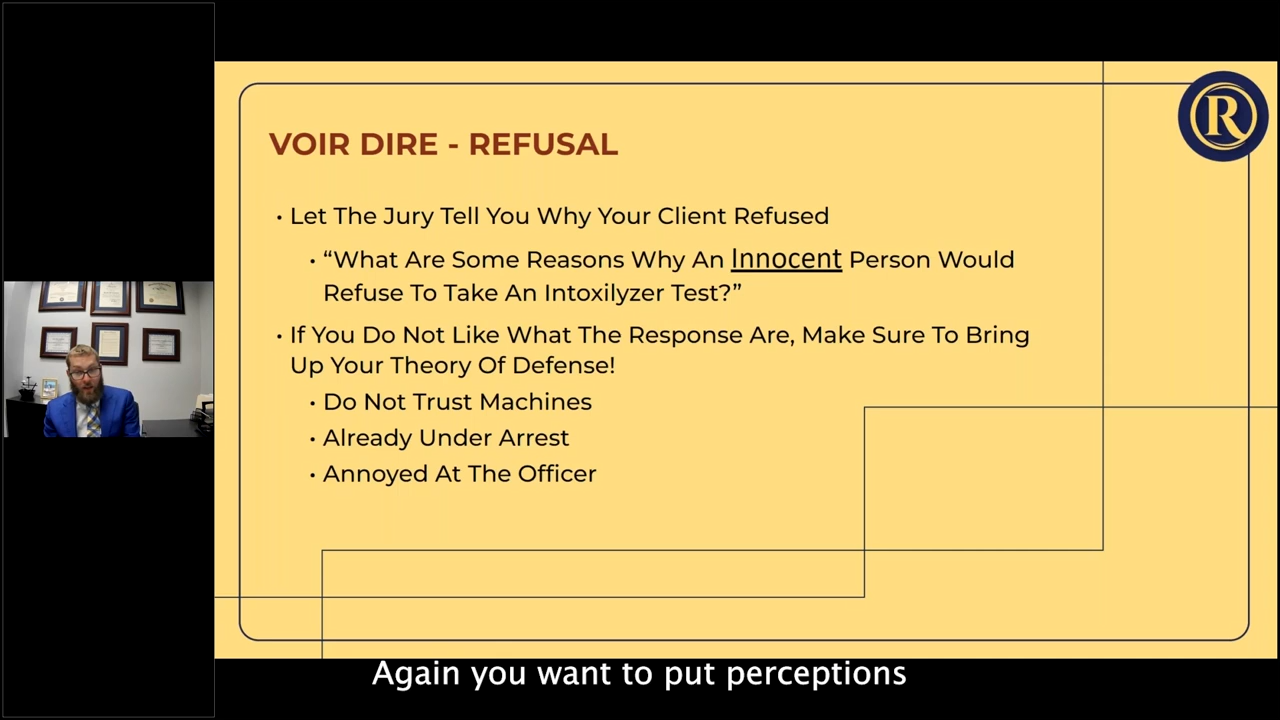 R
VOIR DIRE - REFUSAL
• Let The Jury Tell You Why Your Client Refused
• “What Are Some Reasons Why An Innocent Person Would
Refuse To Take An Intoxilyzer Test?”
• If You Do Not Like What The Response Are, Make Sure To Bring
Up Your Theory Of Defense!
• Do Not Trust Machines
• Already Under Arrest
• Annoyed At The Officer
Again you want to put perceptions